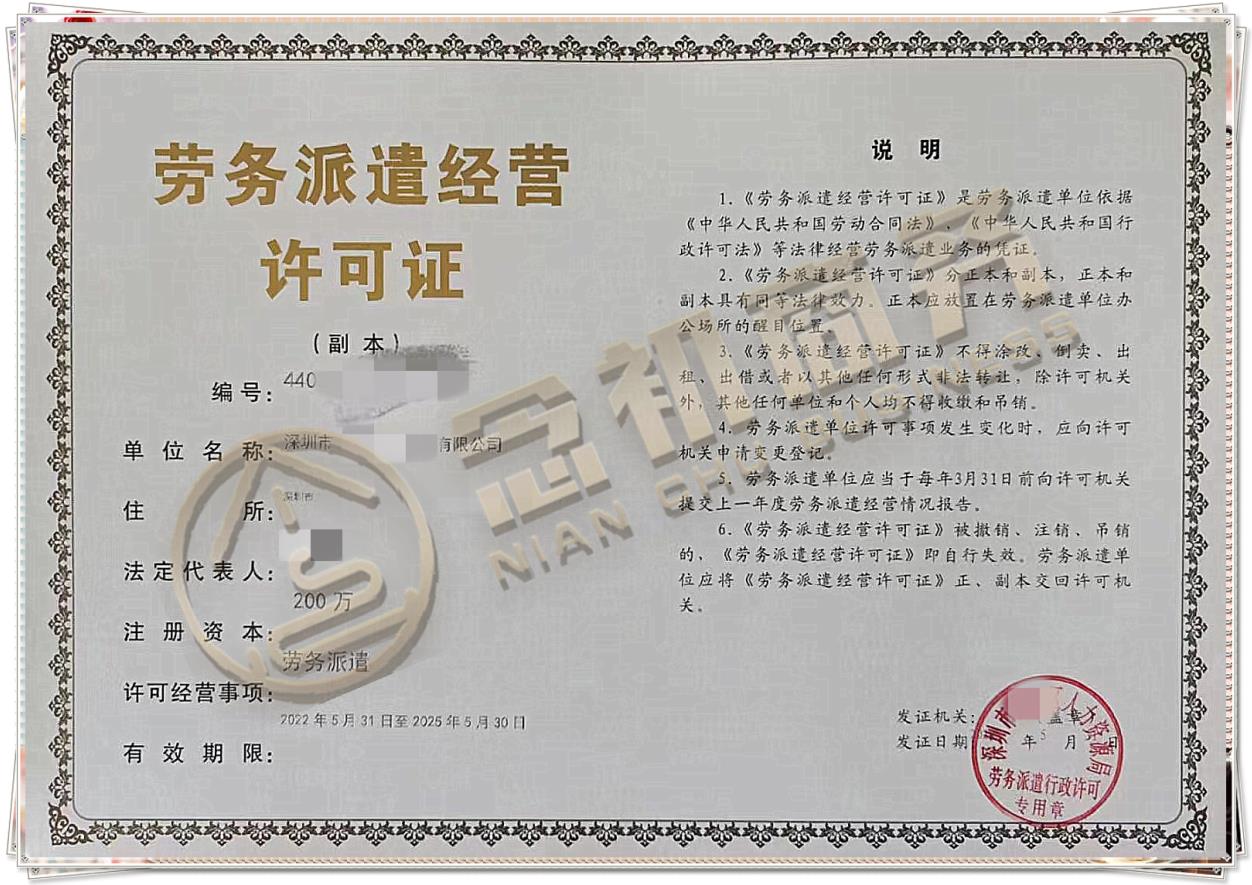 劳务派遣经营
许可证
（副本）
编号：440
单位名称：深圳市 有限公司
住所：深圳市
法定代表人：
注册资本：200万
许可经营事项：劳务派遣
有效期限：2022年5月31日至2025年5月30日
说明
1.《劳务派遣经营许可证》是劳务派遣单位依据
《中华人民共和国劳动合同法》、《中华人民共和国行
政许可法》等法律经营劳务派遣业务的凭证。
2.《劳务派遣经营许可证》分正本和副本，正本和
副本具有同等法律效力。正本应放置在劳务派遣单位办
公场所的醒目位置。
3.《劳务派遣经营许可证》不得涂改、倒卖、出
租、出借或者以其他任何形式非法转让，除许可机关
外，其他任何单位和个人均不得收缴和吊销。
4.劳务派遣单位许可事项发生变化时，应向许可
机关申请变更登记。
5.劳务派遣单位应当于每年3月31日前向许可机关
提交上一年度劳务派遣经营情况报告。
6.《劳务派遣经营许可证》被撤销、注销、吊销
的，《劳务派遣经营许可证》即自行失效。劳务派遣单
位应将《劳务派遣经营许可证》正、副本交回许可机
关。
发证机关：（盖章）
发证日期 年5月 日
深圳市 人力资源局
劳务派遣行政许可
专用章
NIAN CHU BUSINESS